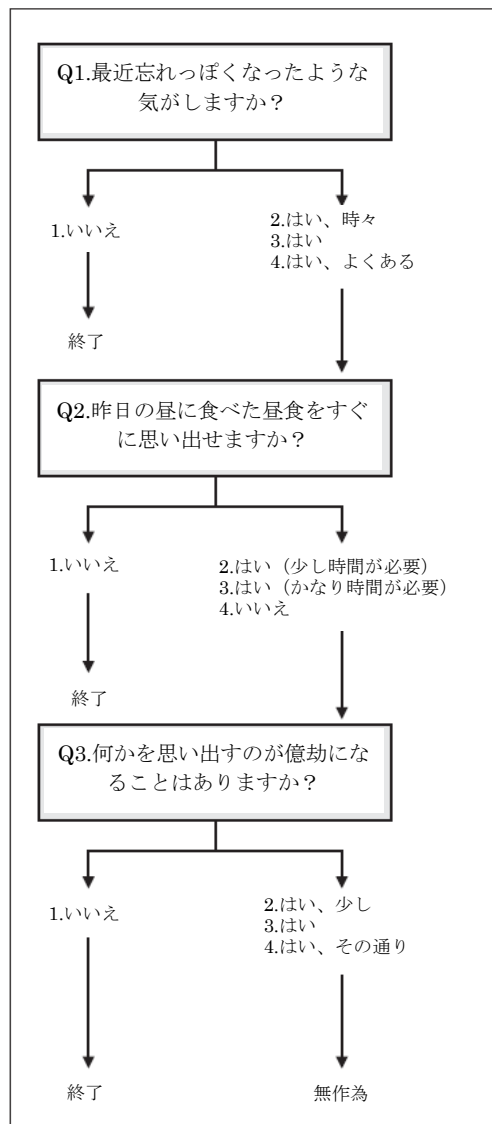 Q1.最近忘れっぽくなったような
気がしますか？
1.いいえ
2.はい、時々
3.はい
4.はい、よくある
終了
Q2.昨日の昼に食べた昼食をすぐ
に思い出せますか？
1.いいえ
2.はい（少し時間が必要）
3.はい（かなり時間が必要）
4.いいえ
終了
Q3.何かを思い出すのが億劫にな
ることはありますか？
1.いいえ
2.はい、少し
3.はい
4.はい、その通り
終了
無作為